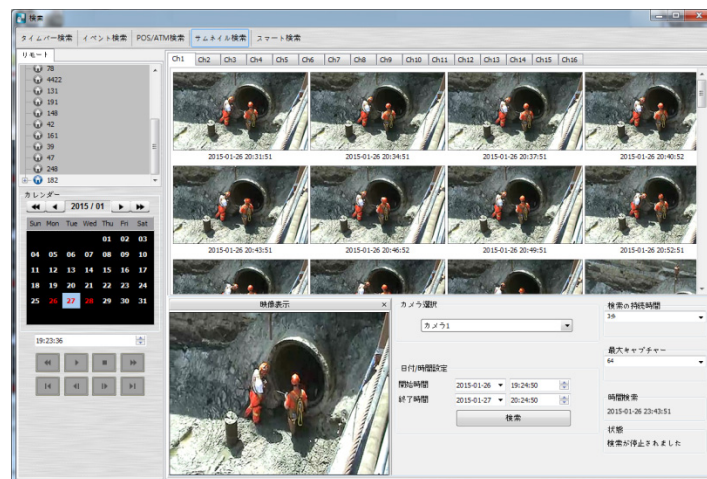 検索
タイムバー検索 イベント検索 POS/ATM検索 サムネイル検索 スマート検索
リモート
78
4422
131
191
148
42
161
39
47
248
182
カレンダー
2015 / 01
Sun Mon Tue Wed Thu Fri Sat
01 02 03
04 05 06 07 08 09 10
11 12 13 14 15 16 17
18 19 20 21 22 23 24
25 26 27 28 29 30 31
19:23:36
Ch1 Ch2 Ch3 Ch4 Ch5 Ch6 Ch7 Ch8 Ch9 Ch10 Ch11 Ch12 Ch13 Ch14 Ch15 Ch16
2015-01-26 20:31:51 2015-01-26 20:34:51 2015-01-26 20:37:51 2015-01-26 20:40:52
2015-01-26 20:43:51 2015-01-26 20:46:52 2015-01-26 20:49:51 2015-01-26 20:52:51
映像表示
カメラ選択
カメラ1
日付/時間設定
開始時間 2015-01-26 19:24:50
終了時間 2015-01-27 20:24:50
検索
検索の持続時間
最大キャプチャー
64
時間検索
2015-01-26 23:43:51
状態
検索が停止されました